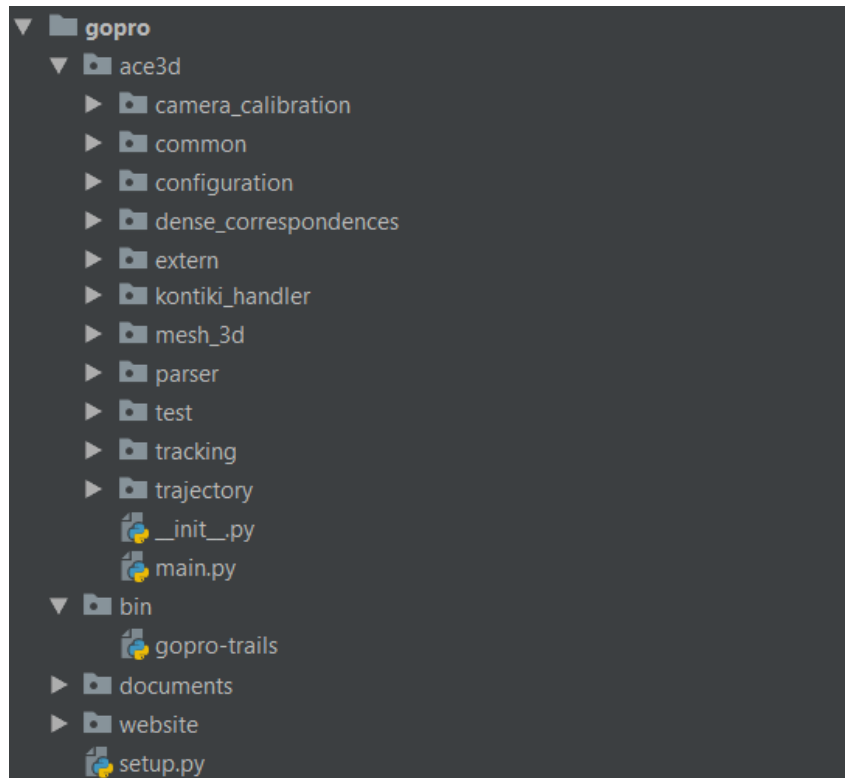 gopro
ace3d
camera_calibration
common
configuration
dense_correspondences
extern
kontiki_handler
mesh_3d
parser
test
tracking
trajectory
__init__.py
main.py
bin
gopro-trails
documents
website
setup.py